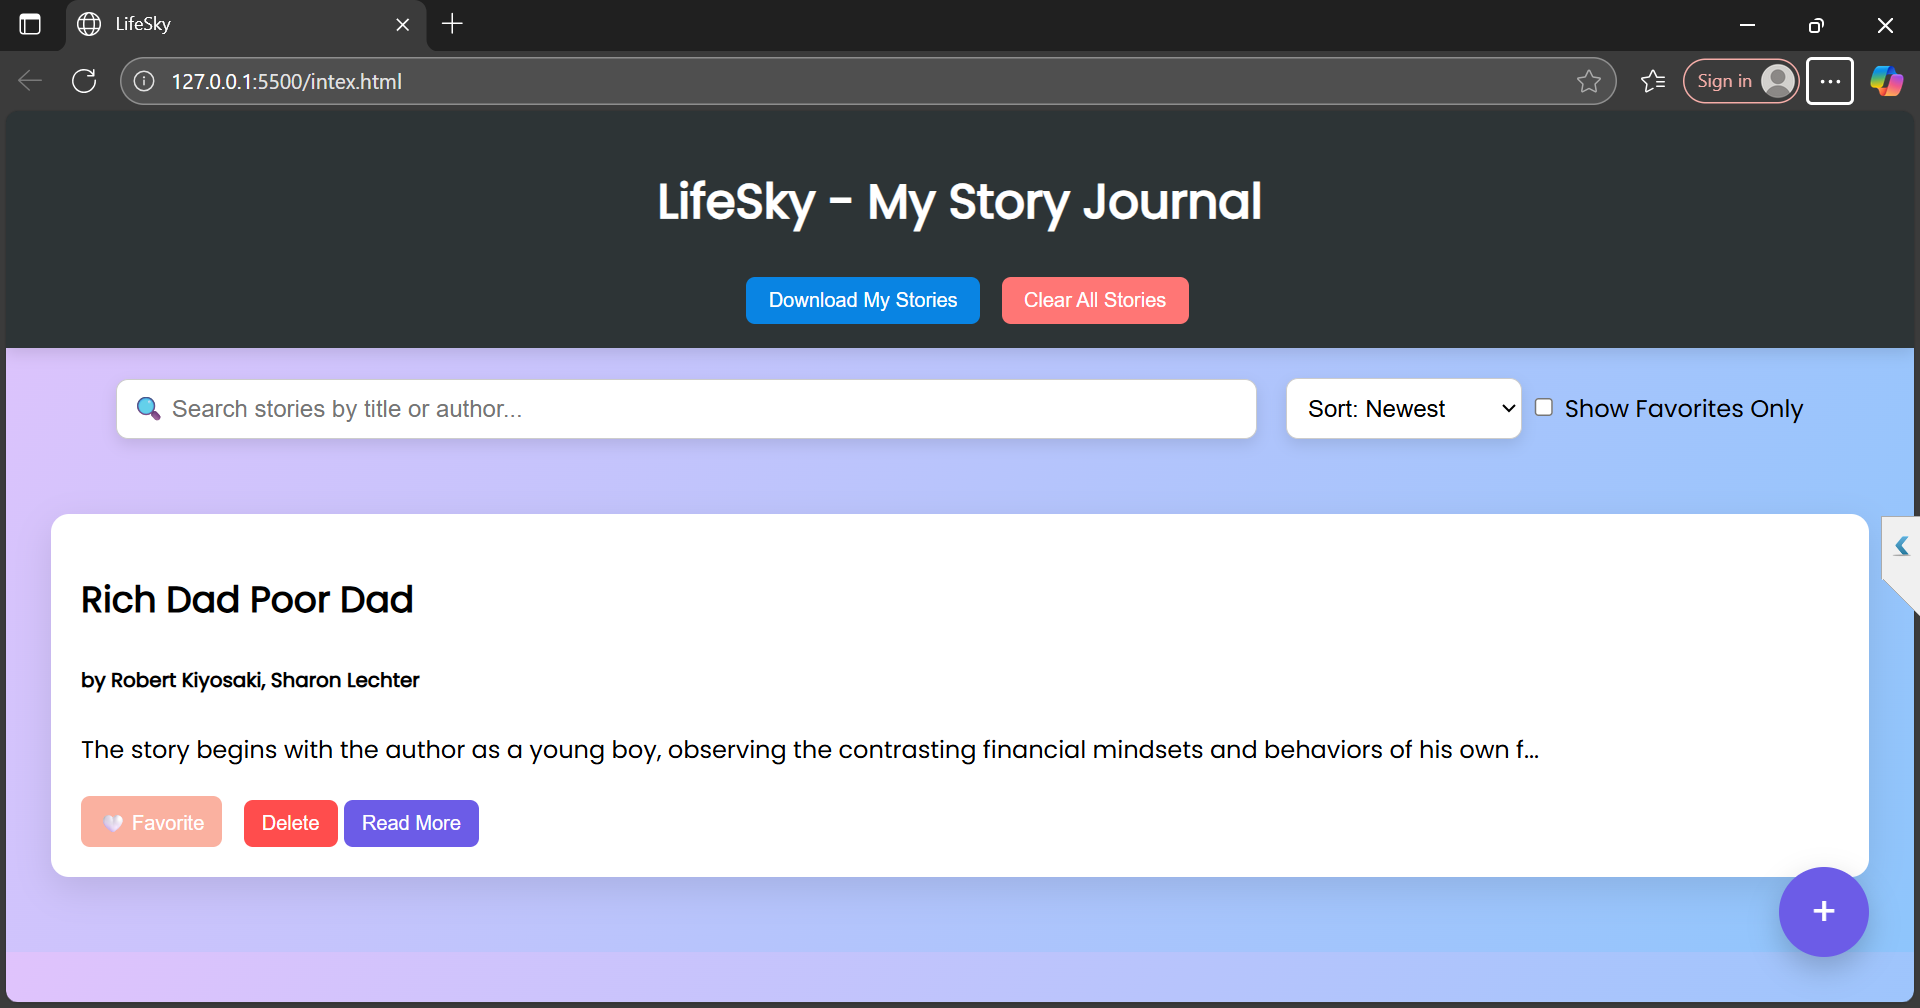 LifeSky
127.0.0.1:5500/intex.html
Sign in
LifeSky - My Story Journal
Download My Stories
Clear All Stories
Search stories by title or author...
Sort: Newest
Show Favorites Only
Rich Dad Poor Dad
by Robert Kiyosaki, Sharon Lechter
The story begins with the author as a young boy, observing the contrasting financial mindsets and behaviors of his own f...
Favorite
Delete
Read More
+